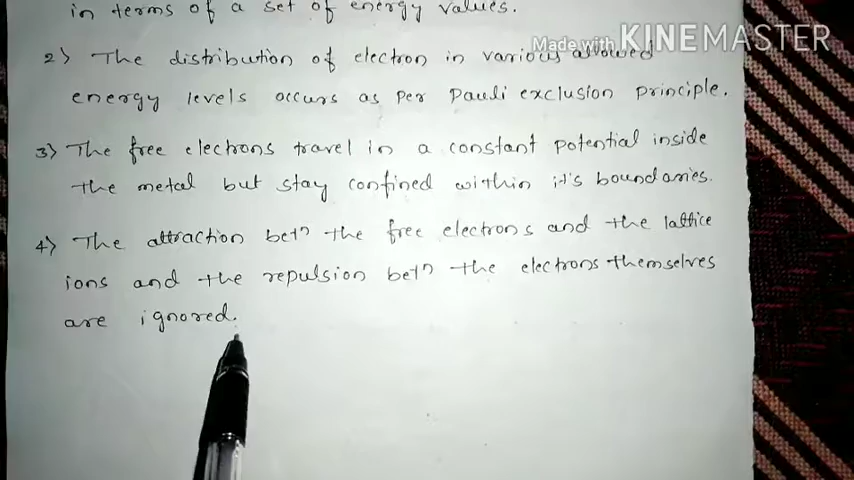 in terms of a set of energy values.
Made with KINEMASTER
2) The distribution of electron in various allowed
energy levels occurs as per Pauli exclusion principle.
3) The free electrons travel in a constant potential inside
the metal but stay confined within it's boundaries.
4) The attraction betn the free electrons and the lattice
ions and the repulsion betn the electrons themselves
are ignored.